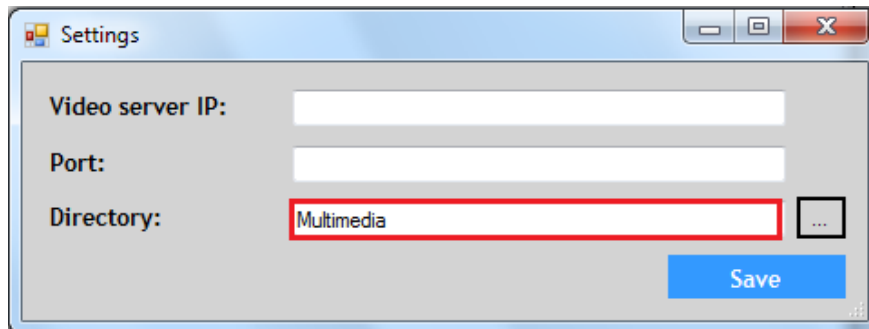 Settings
Video server IP:
Port:
Directory: Multimedia ...
Save